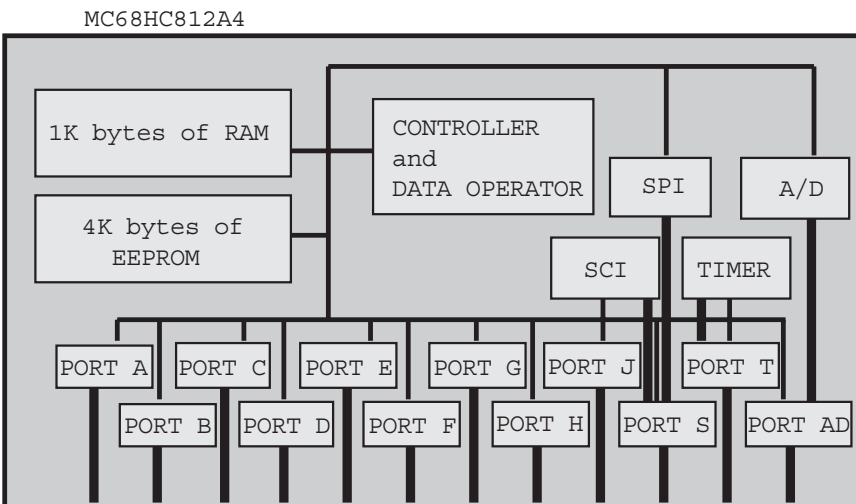 MC68HC812A4
1K bytes of RAM
CONTROLLER
and
DATA OPERATOR
SPI
A/D
4K bytes of
EEPROM
SCI
TIMER
PORT A
PORT C
PORT E
PORT G
PORT J
PORT T
PORT B
PORT D
PORT F
PORT H
PORT S
PORT AD